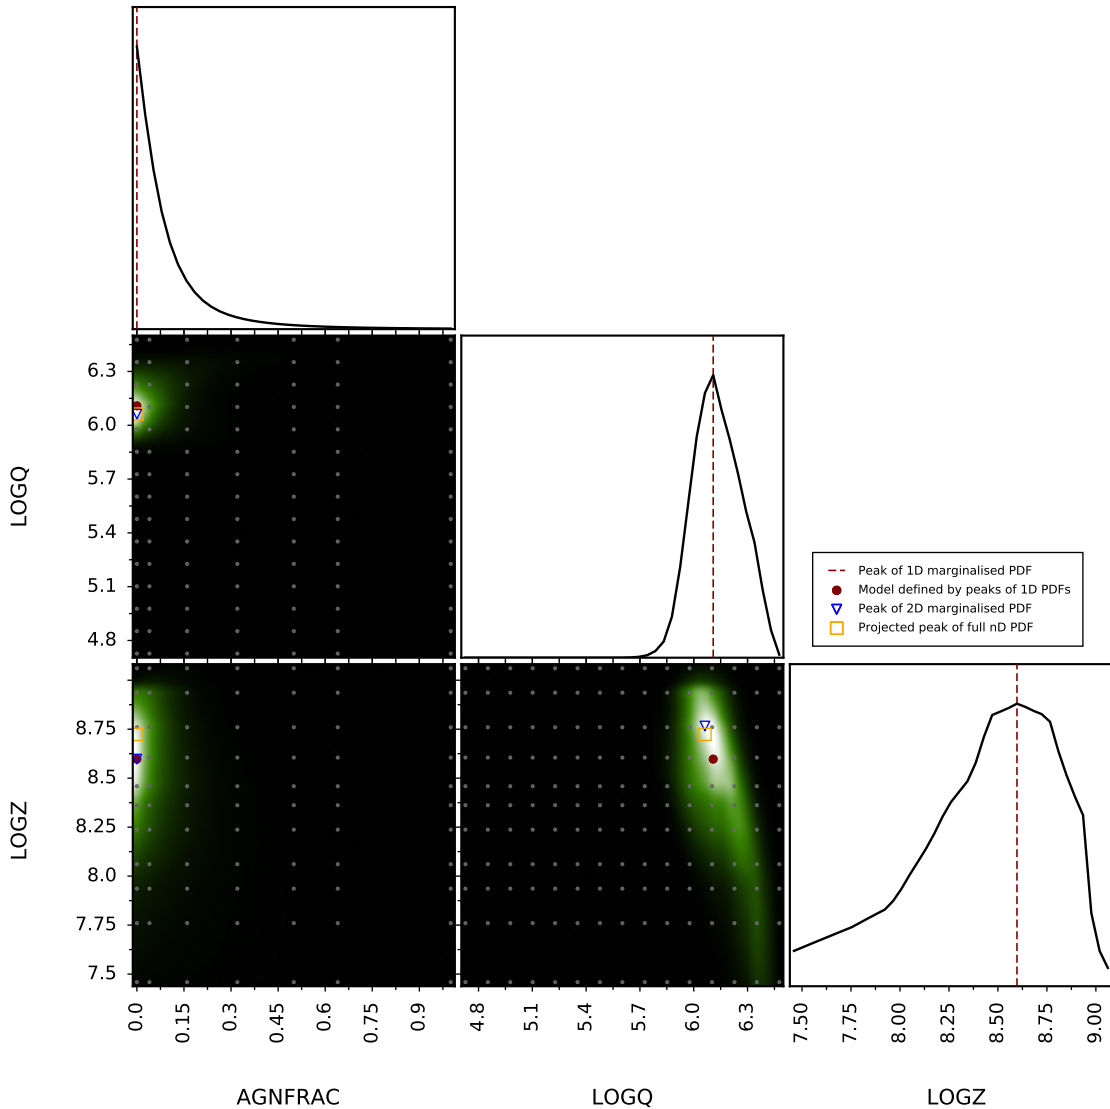 LOGQ
6.3
6.0
5.7
5.4
5.1
4.8
Peak of 1D marginalised PDF
Model defined by peaks of 1D PDFs
Peak of 2D marginalised PDF
Projected peak of full nD PDF
LOGZ
8.75
8.5
8.25
8.0
7.75
7.5
0.0 0.15 0.3 0.45 0.6 0.75 0.9
4.8 5.1 5.4 5.7 6.0 6.3
7.50 7.75 8.00 8.25 8.50 8.75 9.00
AGNFRAC LOGQ LOGZ